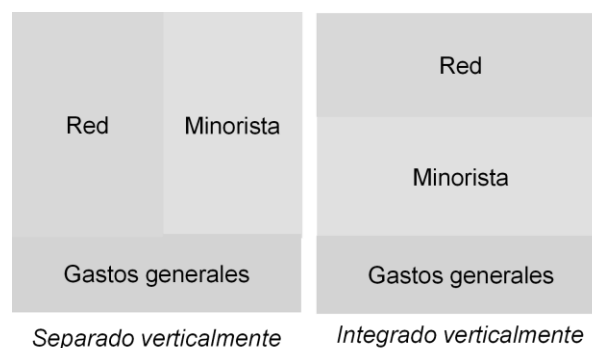 Red
Minorista
Gastos generales
Separado verticalmente
Red
Minorista
Gastos generales
Integrado verticalmente